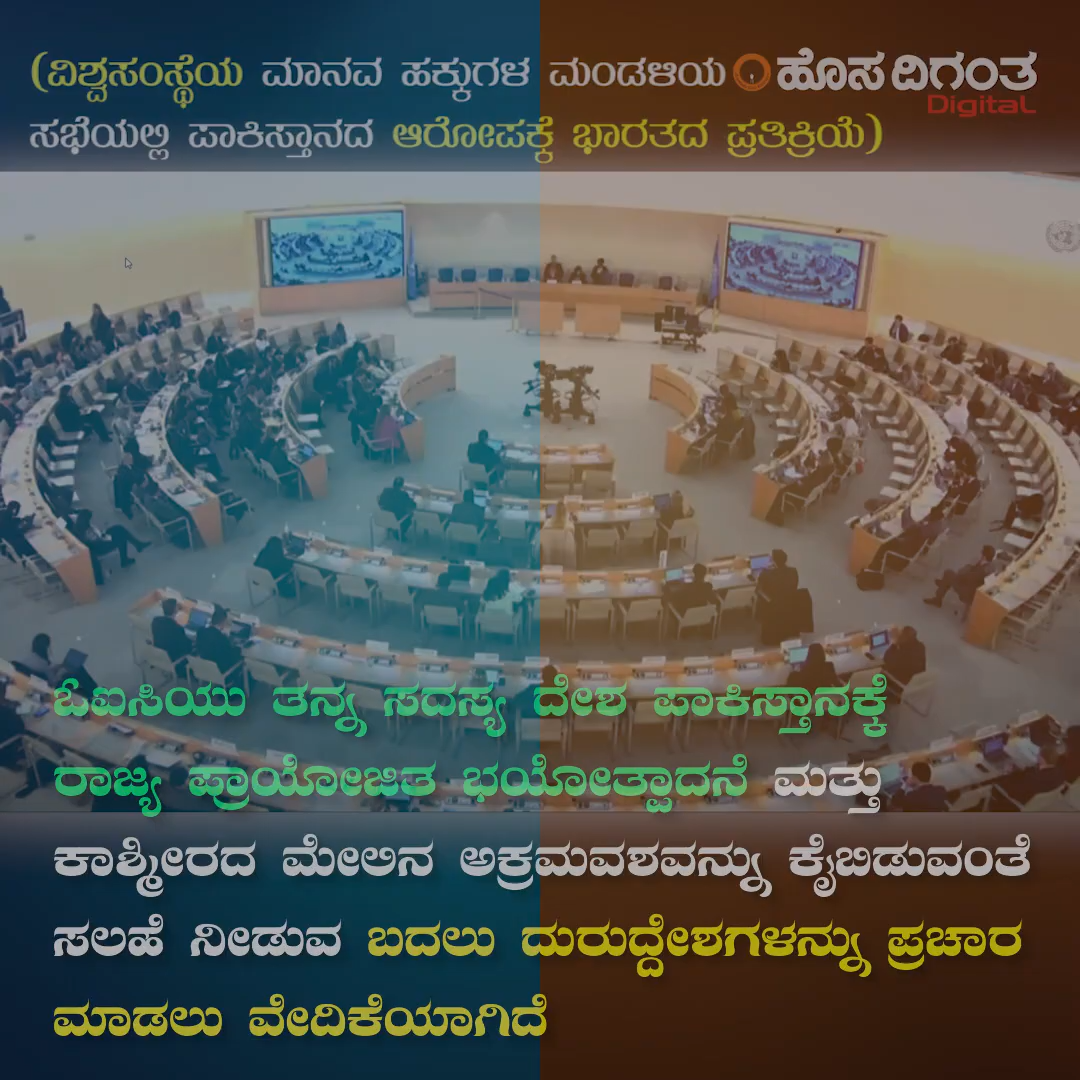 (ವಿಶ್ವಸಂಸ್ಥೆಯ ಮಾನವ ಹಕ್ಕುಗಳ ಮಂಡಳಿಯ
ಹೊಸ ದಿಗಂತ
Digital
ಸಭೆಯಲ್ಲಿ ಪಾಕಿಸ್ತಾನದ ಆರೋಪಕ್ಕೆ ಭಾರತದ ಪ್ರತಿಕ್ರಿಯೆ)
ಓಐಸಿಯು ತನ್ನ ಸದಸ್ಯ ದೇಶ ಪಾಕಿಸ್ತಾನಕ್ಕೆ
ರಾಜ್ಯ ಪ್ರಾಯೋಜಿತ ಭಯೋತ್ಪಾದನೆ ಮತ್ತು
ಕಾಶ್ಮೀರದ ಮೇಲಿನ ಅಕ್ರಮವಶವನ್ನು ಕೈಬಿಡುವಂತೆ
ಸಲಹೆ ನೀಡುವ ಬದಲು ದುರುದ್ದೇಶಗಳನ್ನು ಪ್ರಚಾರ
ಮಾಡಲು ವೇದಿಕೆಯಾಗಿದೆ